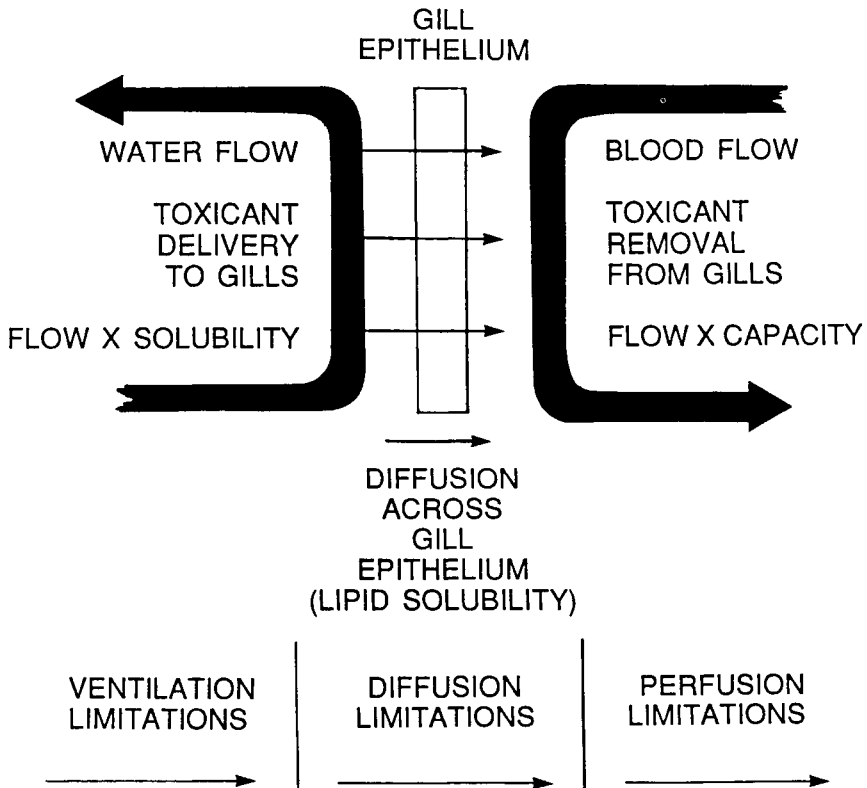 GILL
EPITHELIUM
WATER FLOW
TOXICANT
DELIVERY
TO GILLS
FLOW X SOLUBILITY
BLOOD FLOW
TOXICANT
REMOVAL
FROM GILLS
FLOW X CAPACITY
DIFFUSION
ACROSS
GILL
EPITHELIUM
(LIPID SOLUBILITY)
VENTILATION
LIMITATIONS
DIFFUSION
LIMITATIONS
PERFUSION
LIMITATIONS